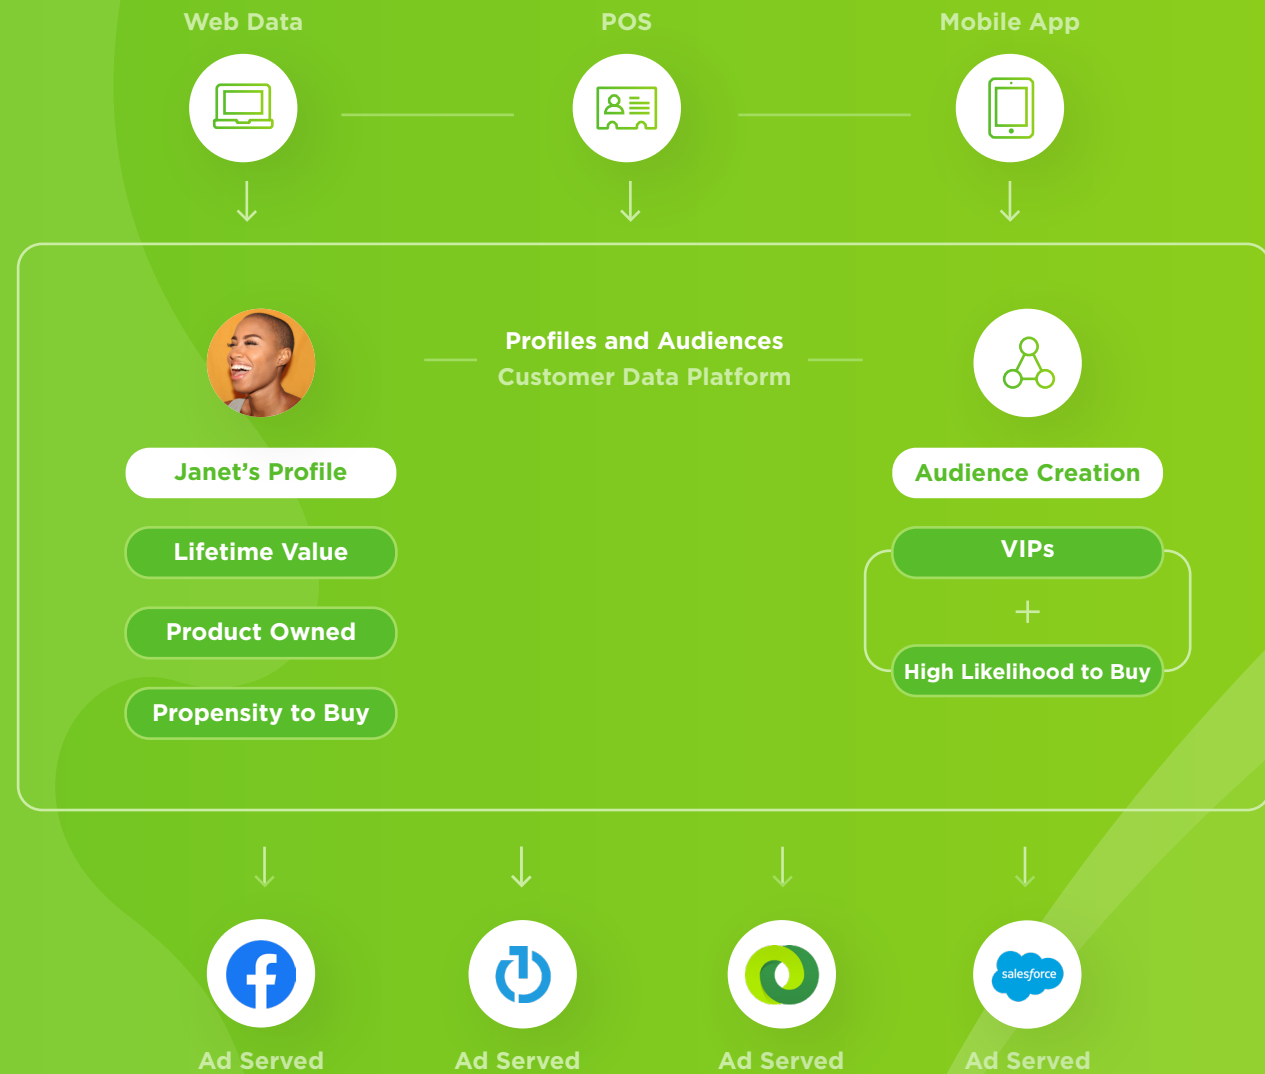 Web Data
POS
Mobile App
Profiles and Audiences
Customer Data Platform
Janet’s Profile
Lifetime Value
Product Owned
Propensity to Buy
Audience Creation
VIPs
+
High Likelihood to Buy
salesforce
Ad Served
Ad Served
Ad Served
Ad Served